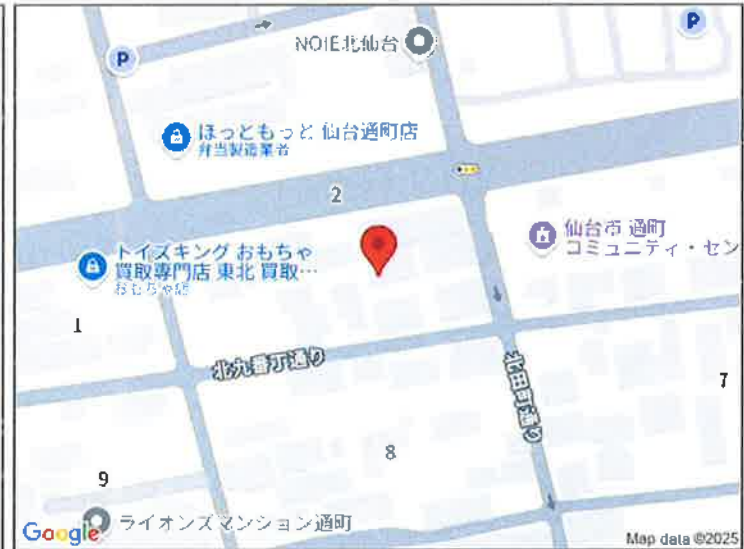 P
NOIE北仙台
P
ほっともっと 仙台通町店
弁当製造業者
2
仙台市 通町
コミュニティ・セン
トイズキング おもちゃ
買取専門店 東北 買取…
おもちゃ店
1
北九番丁通り
北田町通り
7
8
9
ライオンズマンション通町
Google
Map data ©2025